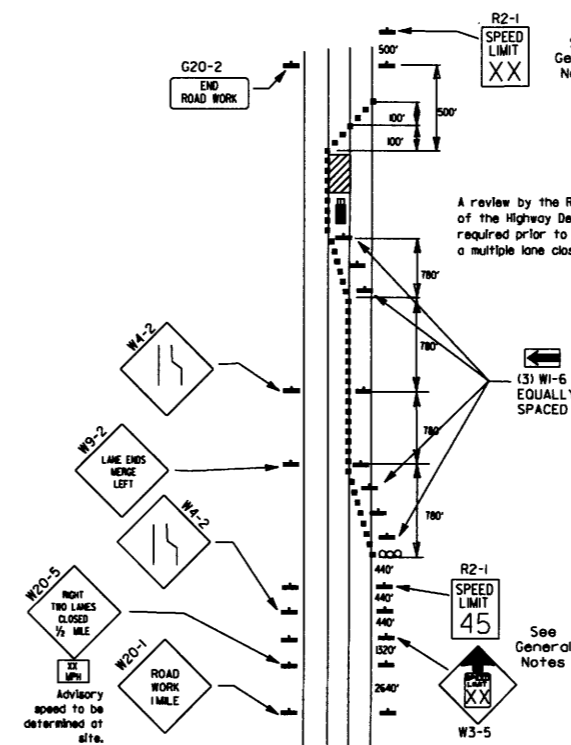 R2-1
SPEED
LIMIT
XX
500'
G20-2
END
ROAD WORK
500'
100'
100'
A review by the R
of the Highway De
required prior to
a multiple lane clos
780'
780'
W4-2
(3) W1-6
EQUALLY
SPACED
W9-2
LANE ENDS
MERGE
LEFT
780'
780'
W4-2
440'
R2-1
SPEED
LIMIT
45
440'
440'
W20-5
RIGHT
TWO LANES
CLOSED
1/2 MILE
XX
MPH
Advisory
speed to be
determined at
site.
W20-1
ROAD
WORK
1 MILE
1320'
See
General
Notes
2640'
SPEED
LIMIT
XX
W3-5